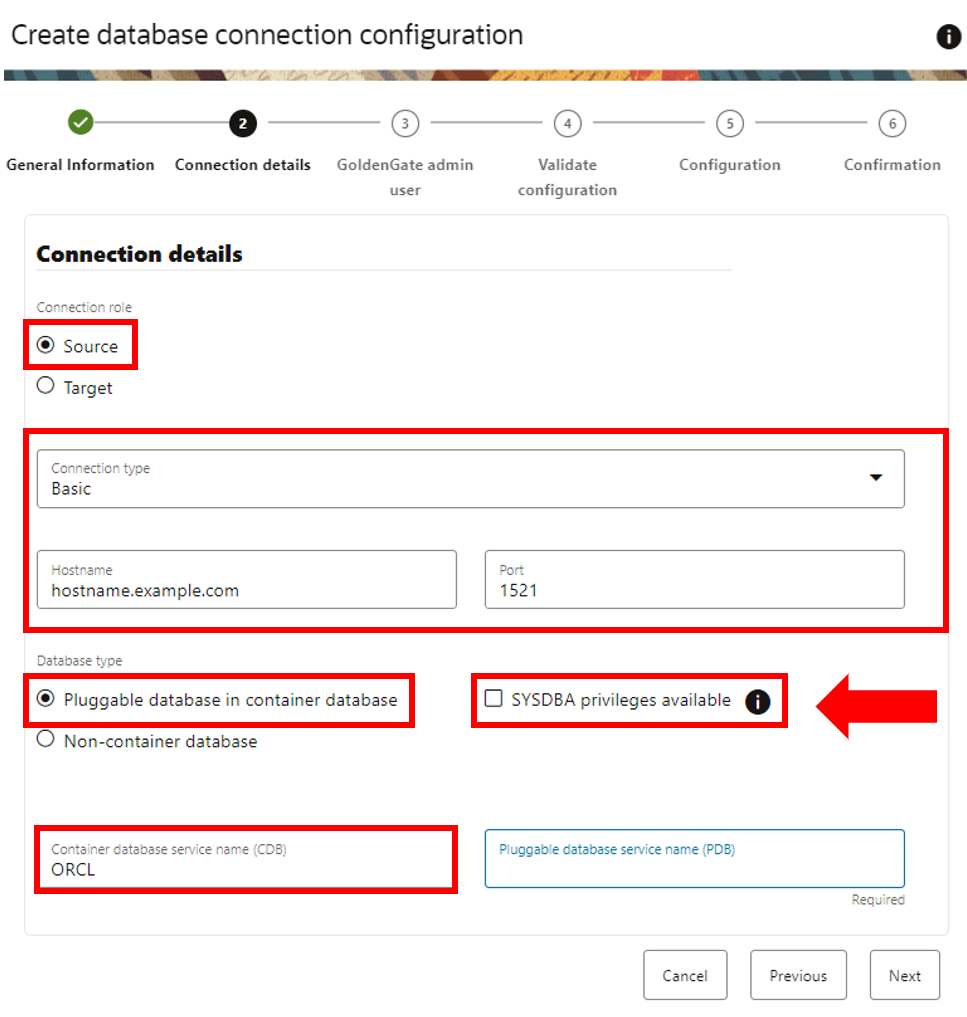 Create database connection configuration
i
2
3
4
5
6
General Information
Connection details
GoldenGate admin
user
Validate
configuration
Configuration
Confirmation
Connection details
Connection role
Source
Target
Connection type
Basic
Hostname
hostname.example.com
Port
1521
Database type
Pluggable database in container database
SYSDBA privileges available i
Non-container database
Container database service name (CDB)
ORCL
Pluggable database service name (PDB)
Required
Cancel
Previous
Next